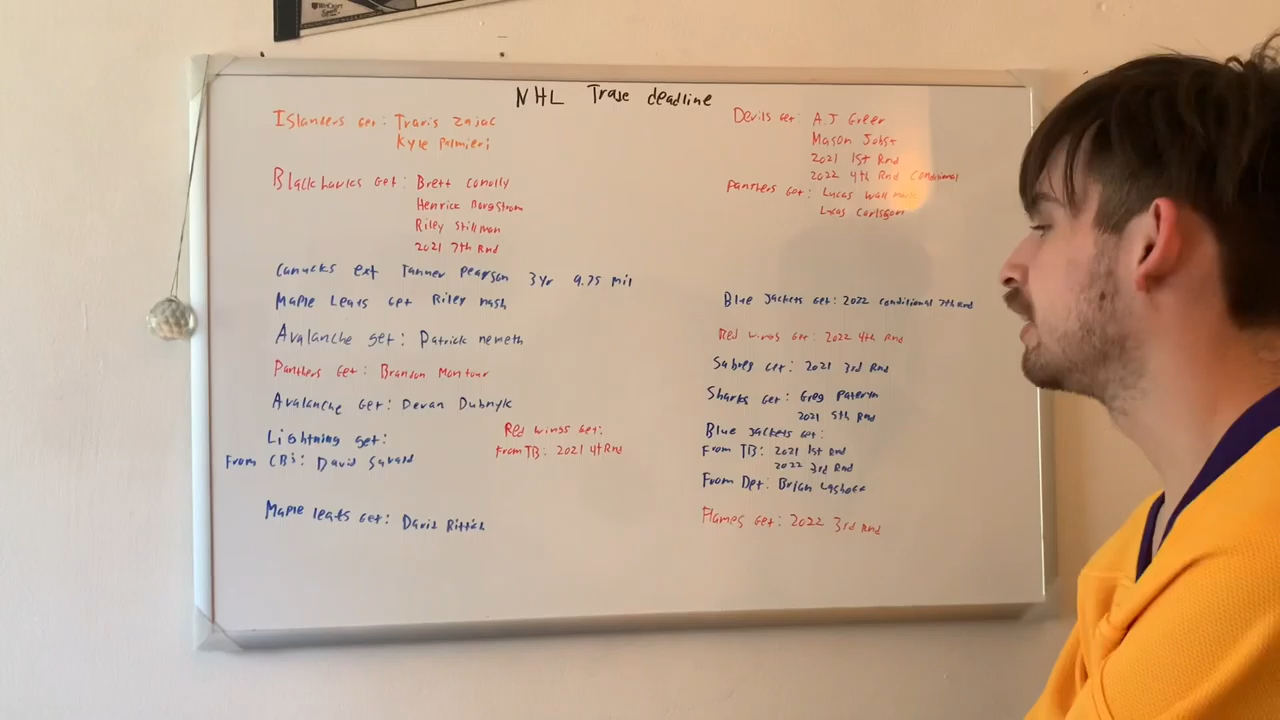 WinCraft
NHL Trade deadline
Islanders get: Travis Zajac
Kyle Palmieri
Devils get: A.J Greer
Mason Jobst
2021 1st Rnd
2022 4th Rnd Conditional
Blackhawks get: Brett Conolly
Henrick Borgstrom
Riley Stillman
2021 7th Rnd
Panthers get: Lucas Wallmark
Lucas Carlsson
Canucks ext Tanner Pearson 3 Yr 9.75 mil
Maple Leafs get Riley Nash
Blue Jackets get: 2022 conditional 7th Rnd
Avalanche get: Patrick Nemeth
Red wings get: 2022 4th Rnd
Panthers get: Brandon Montour
Sabres get: 2021 3rd Rnd
Avalanche get: Devan Dubnyk
Sharks get: Greg Pateryn
2021 5th Rnd
Lightning get:
From CBJ: David Savard
Red wings get:
From TB: 2021 4th Rnd
Blue Jackets get:
From TB: 2021 1st Rnd
2022 3rd Rnd
From Det: Brian Lashoff
Maple leafs get: David Rittich
Flames get: 2022 3rd Rnd